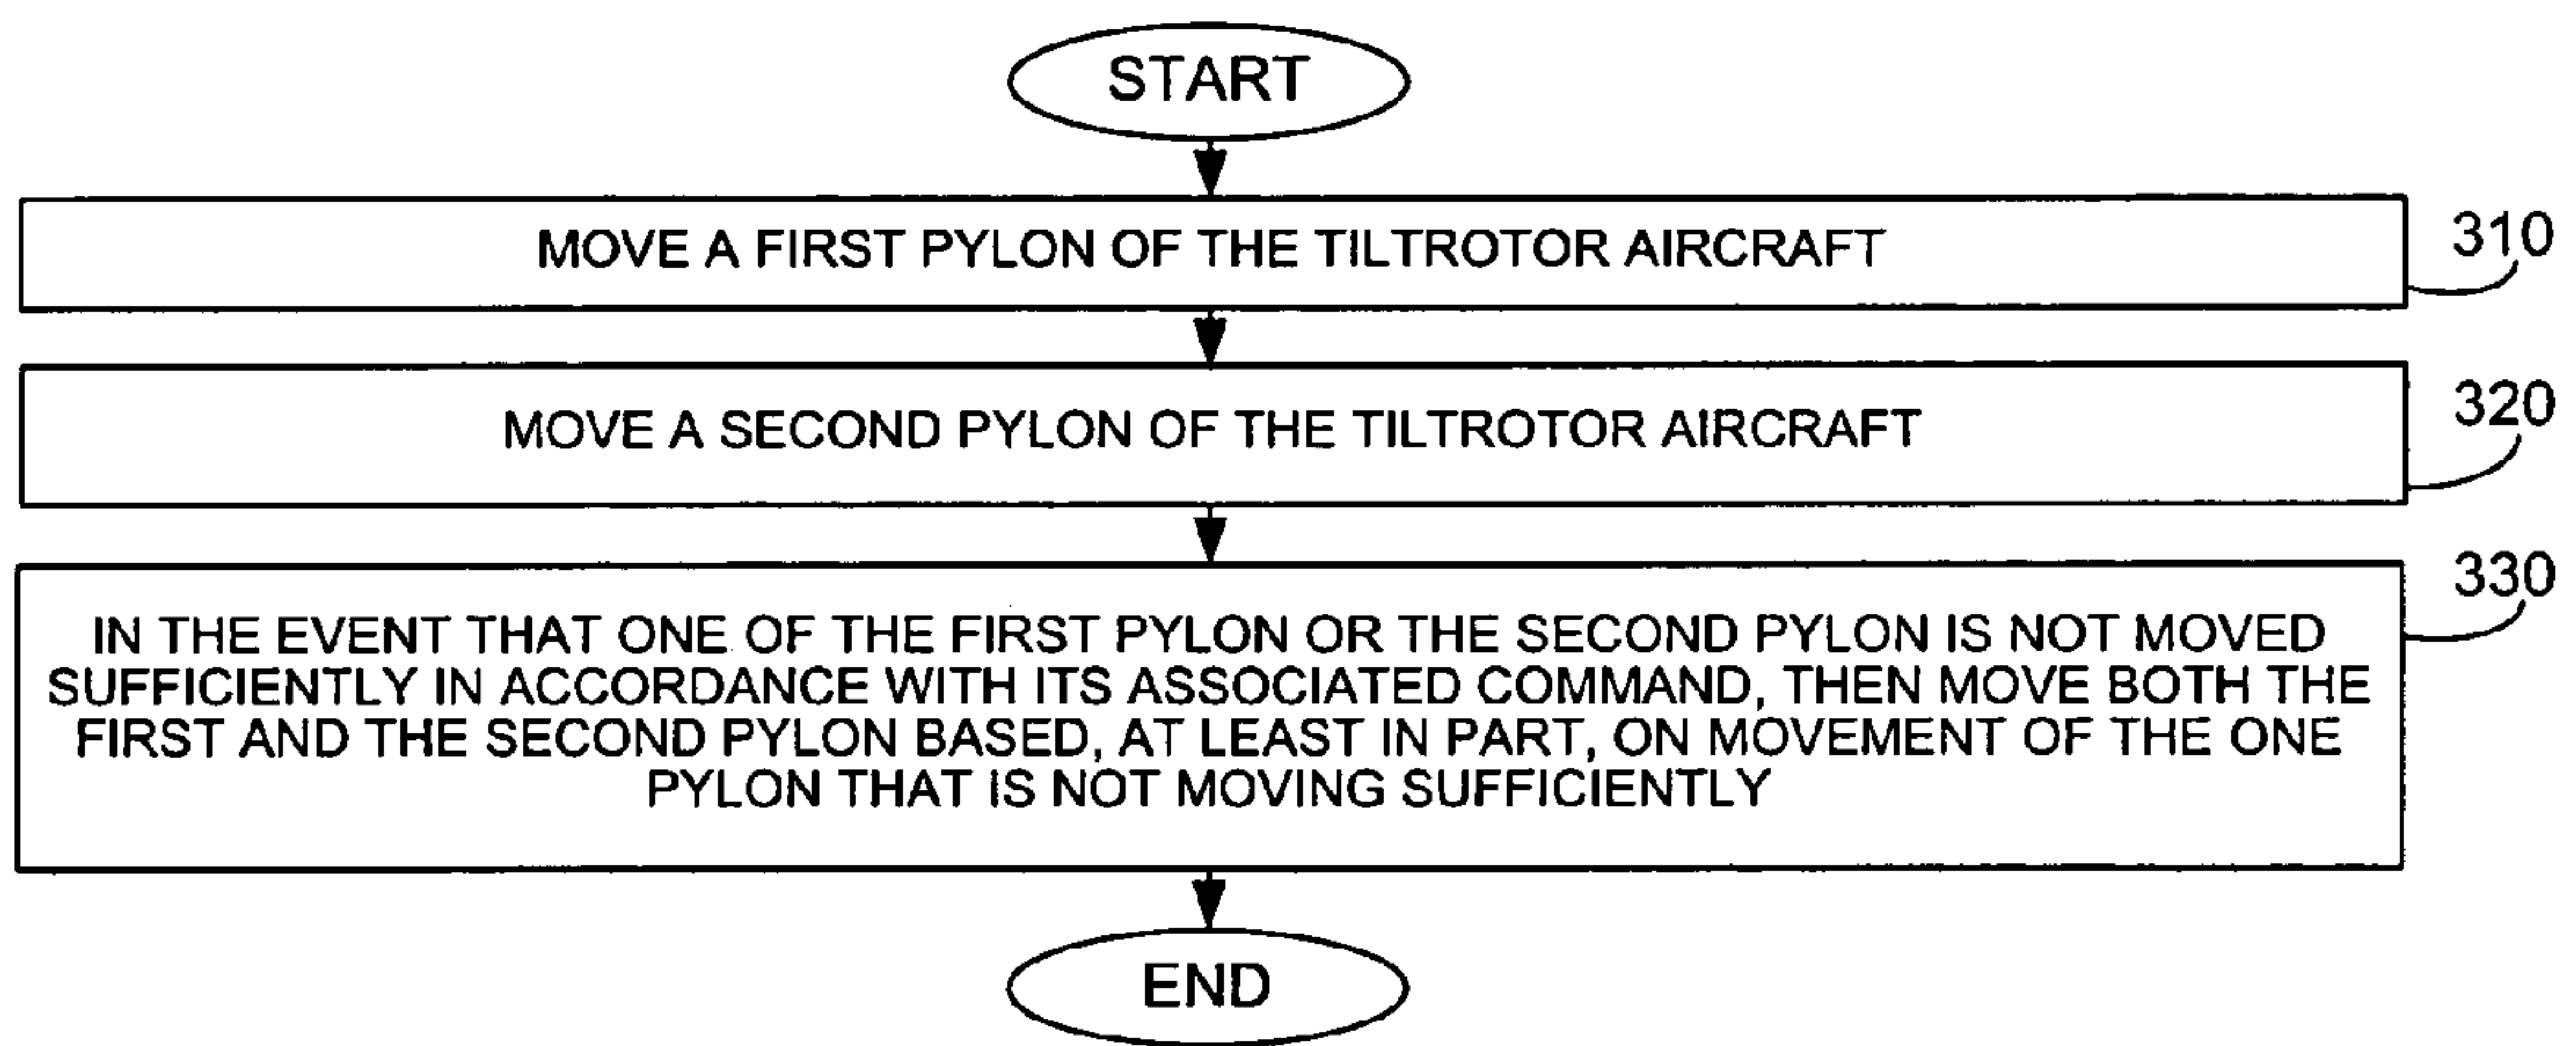 START
MOVE A FIRST PYLON OF THE TILTROTOR AIRCRAFT
310
MOVE A SECOND PYLON OF THE TILTROTOR AIRCRAFT
320
330
IN THE EVENT THAT ONE OF THE FIRST PYLON OR THE SECOND PYLON IS NOT MOVED
SUFFICIENTLY IN ACCORDANCE WITH ITS ASSOCIATED COMMAND, THEN MOVE BOTH THE
FIRST AND THE SECOND PYLON BASED, AT LEAST IN PART, ON MOVEMENT OF THE ONE
PYLON THAT IS NOT MOVING SUFFICIENTLY
END